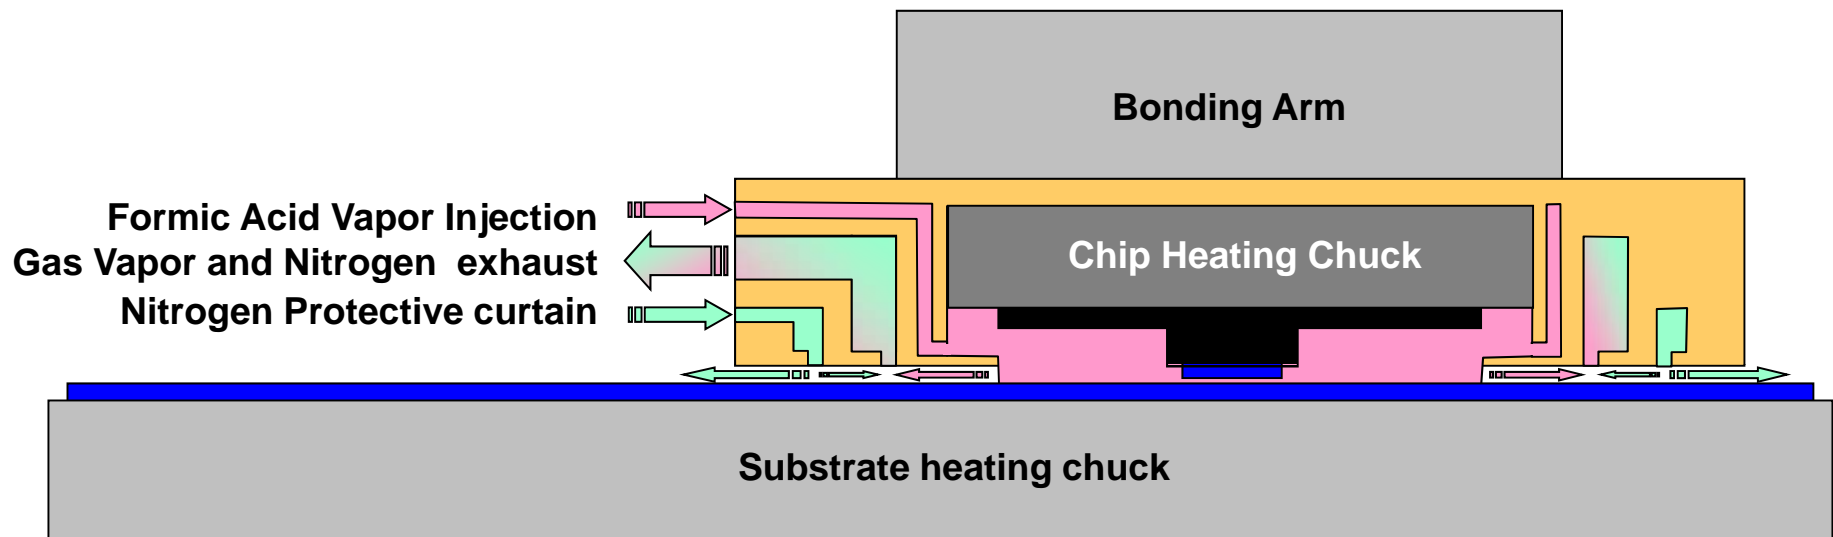 Bonding Arm
Formic Acid Vapor Injection
Gas Vapor and Nitrogen exhaust
Nitrogen Protective curtain
Chip Heating Chuck
Substrate heating chuck